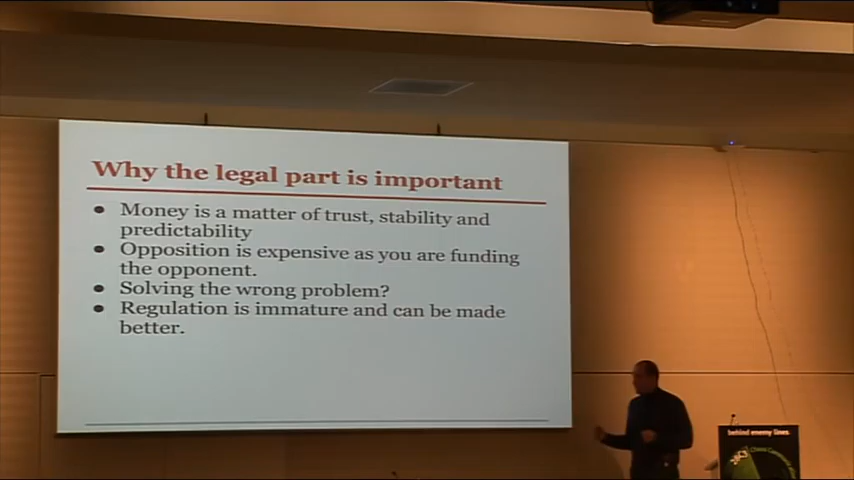 Why the legal part is important
● Money is a matter of trust, stability and
predictability
● Opposition is expensive as you are funding
the opponent.
● Solving the wrong problem?
● Regulation is immature and can be made
better.
behind enemy lines